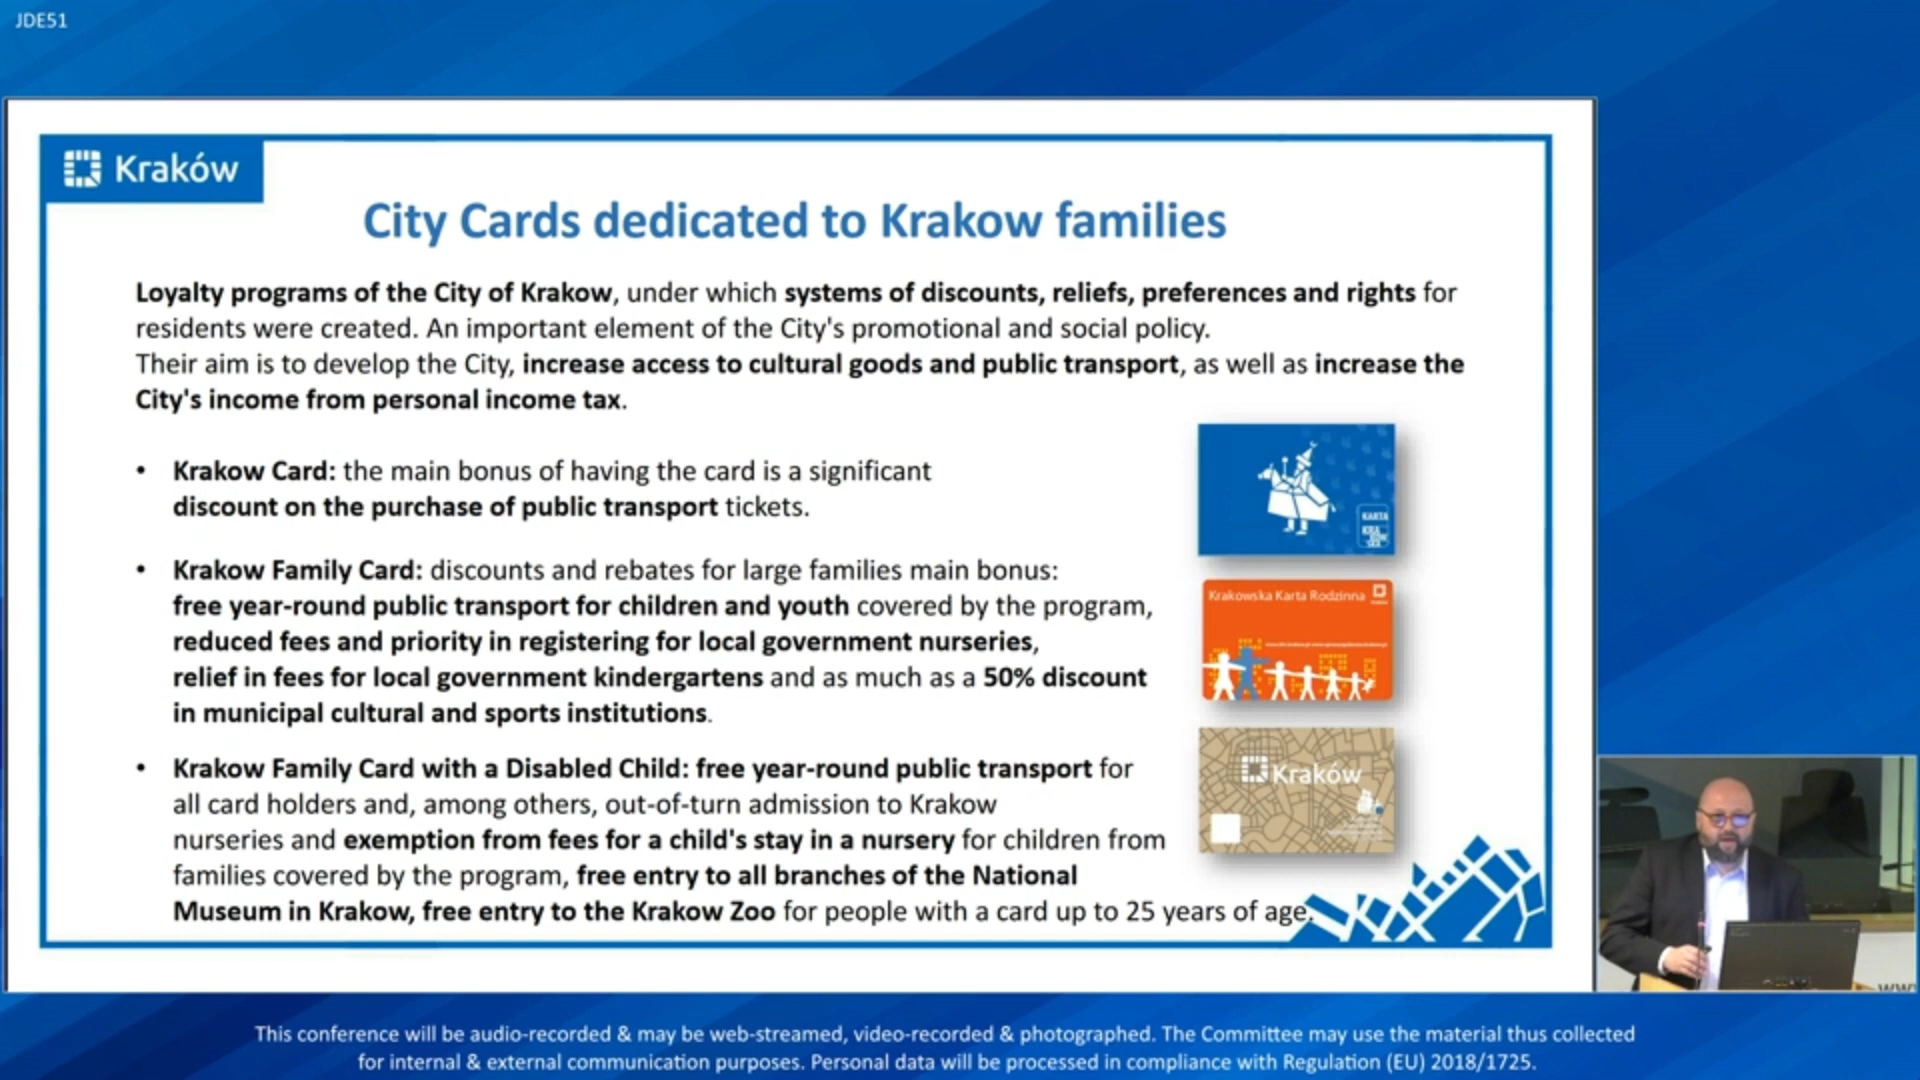 JDE51
Kraków
City Cards dedicated to Krakow families
Loyalty programs of the City of Krakow, under which systems of discounts, reliefs, preferences and rights for
residents were created. An important element of the City's promotional and social policy.
Their aim is to develop the City, increase access to cultural goods and public transport, as well as increase the
City's income from personal income tax.
• Krakow Card: the main bonus of having the card is a significant
discount on the purchase of public transport tickets.
KARTA
KRA
KOW
SKA
• Krakow Family Card: discounts and rebates for large families main bonus:
free year-round public transport for children and youth covered by the program,
reduced fees and priority in registering for local government nurseries,
relief in fees for local government kindergartens and as much as a 50% discount
in municipal cultural and sports institutions.
Krakowska Karta Rodzinna
• Krakow Family Card with a Disabled Child: free year-round public transport for
all card holders and, among others, out-of-turn admission to Krakow
nurseries and exemption from fees for a child's stay in a nursery for children from
families covered by the program, free entry to all branches of the National
Museum in Krakow, free entry to the Krakow Zoo for people with a card up to 25 years of age.
Kraków
This conference will be audio-recorded & may be web-streamed, video-recorded & photographed. The Committee may use the material thus collected
for internal & external communication purposes. Personal data will be processed in compliance with Regulation (EU) 2018/1725.